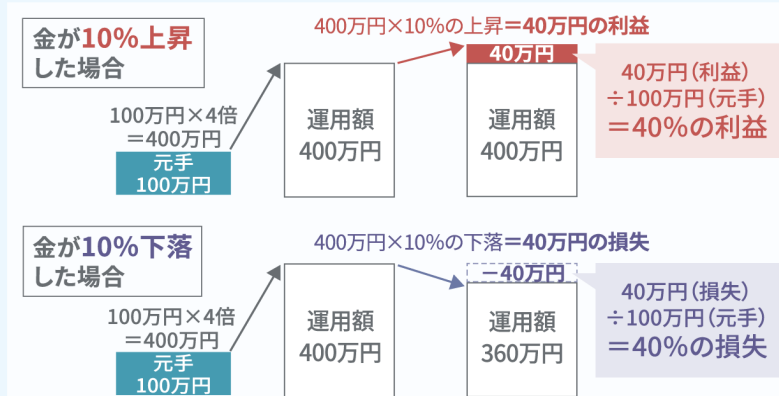 金が10%上昇
した場合
400万円×10%の上昇＝40万円の利益
40万円
40万円（利益）
÷100万円（元手）
＝40%の利益
100万円×4倍
＝400万円
元手
100万円
運用額
400万円
運用額
400万円
金が10%下落
した場合
400万円×10%の下落＝40万円の損失
−40万円
40万円（損失）
÷100万円（元手）
＝40%の損失
100万円×4倍
＝400万円
元手
100万円
運用額
400万円
運用額
360万円